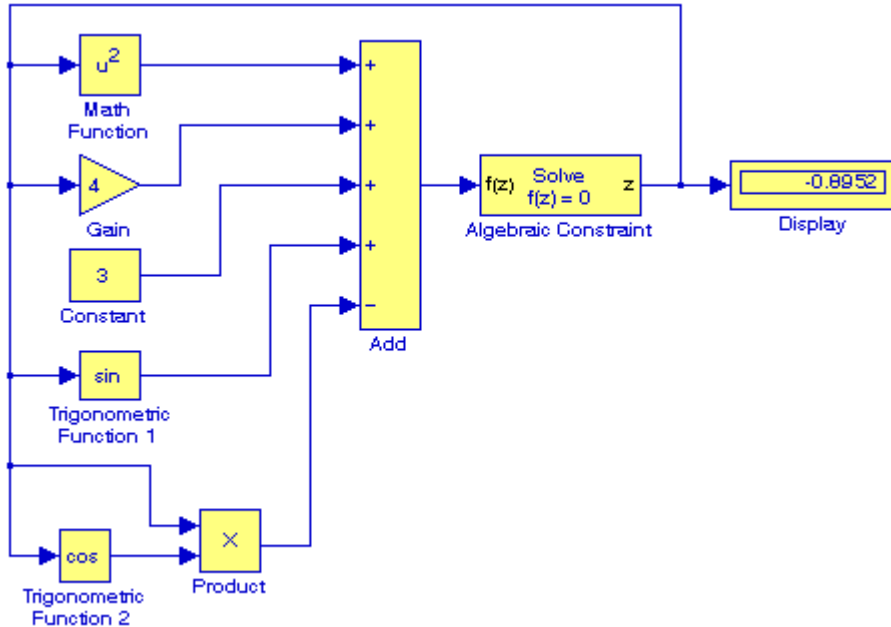 u²
+
Math
Function
+
4
f(z)
Solve
f(z) = 0
z
-0.8952
+
Gain
Algebraic Constraint
Display
3
+
Constant
−
Add
sin
Trigonometric
Function 1
×
cos
Product
Trigonometric
Function 2